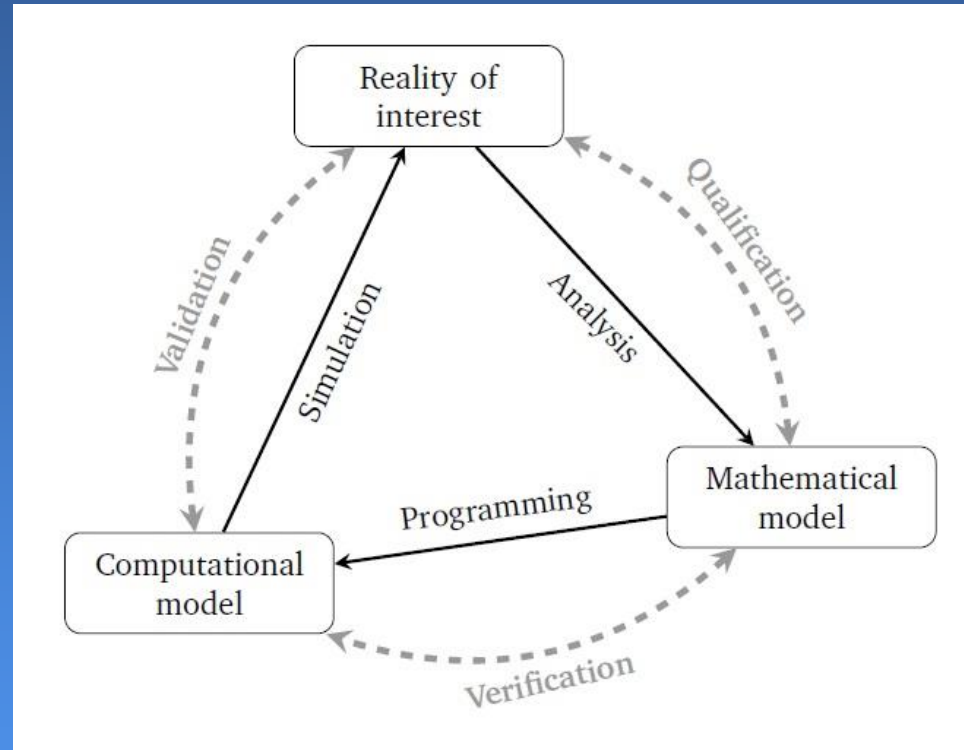 Reality of
interest
Qualification
Validation
Analysis
Simulation
Mathematical
model
Programming
Computational
model
Verification